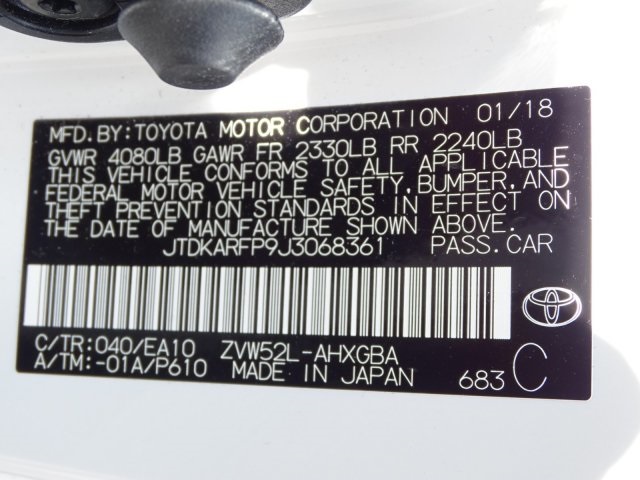 MFD. BY: TOYOTA MOTOR CORPORATION 01/18
GVWR 4080LB GAWR FR 2330LB RR 2240LB
THIS VEHICLE CONFORMS TO ALL APPLICABLE
FEDERAL MOTOR VEHICLE SAFETY, BUMPER, AND
THEFT PREVENTION STANDARDS IN EFFECT ON
THE DATE OF MANUFACTURE SHOWN ABOVE.
JTDKARFP9J3068361 PASS. CAR
C/TR: 040/EA10 ZVW52L-AHXGBA
A/TM: -01A/P610 MADE IN JAPAN 683 C